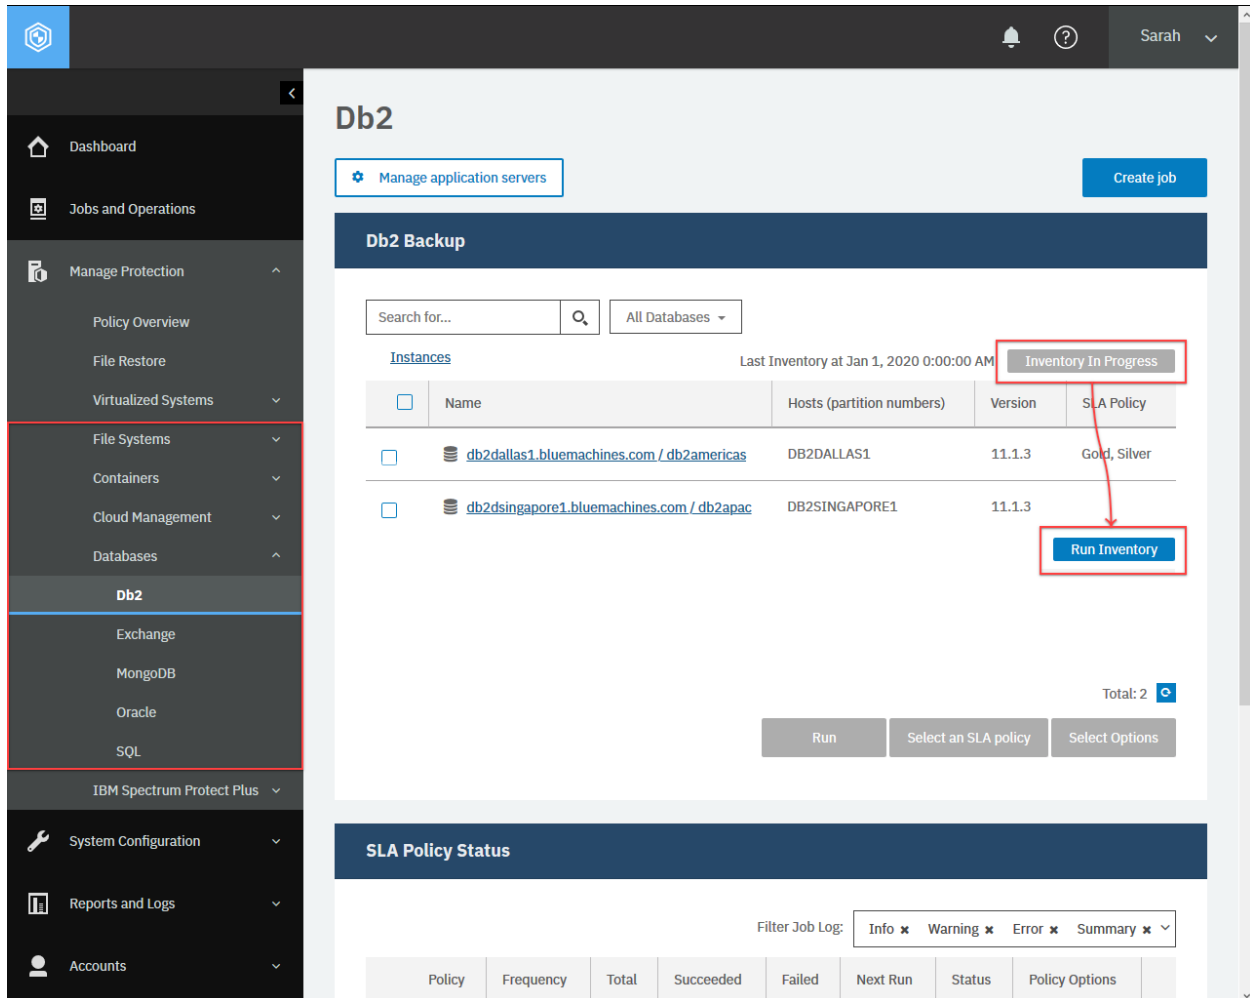 Sarah
Dashboard
Jobs and Operations
Manage Protection
Policy Overview
File Restore
Virtualized Systems
File Systems
Containers
Cloud Management
Databases
Db2
Exchange
MongoDB
Oracle
SQL
IBM Spectrum Protect Plus
System Configuration
Reports and Logs
Accounts
Db2
Manage application servers
Create job
Db2 Backup
Search for...
All Databases
Instances
Last Inventory at Jan 1, 2020 0:00:00 AM
Inventory In Progress
Name Hosts (partition numbers) Version SLA Policy
db2dallas1.bluemachines.com / db2americas DB2DALLAS1 11.1.3 Gold, Silver
db2dsingapore1.bluemachines.com / db2apac DB2SINGAPORE1 11.1.3
Run Inventory
Total: 2
Run Select an SLA policy Select Options
SLA Policy Status
Filter Job Log: Info × Warning × Error × Summary ×
Policy Frequency Total Succeeded Failed Next Run Status Policy Options